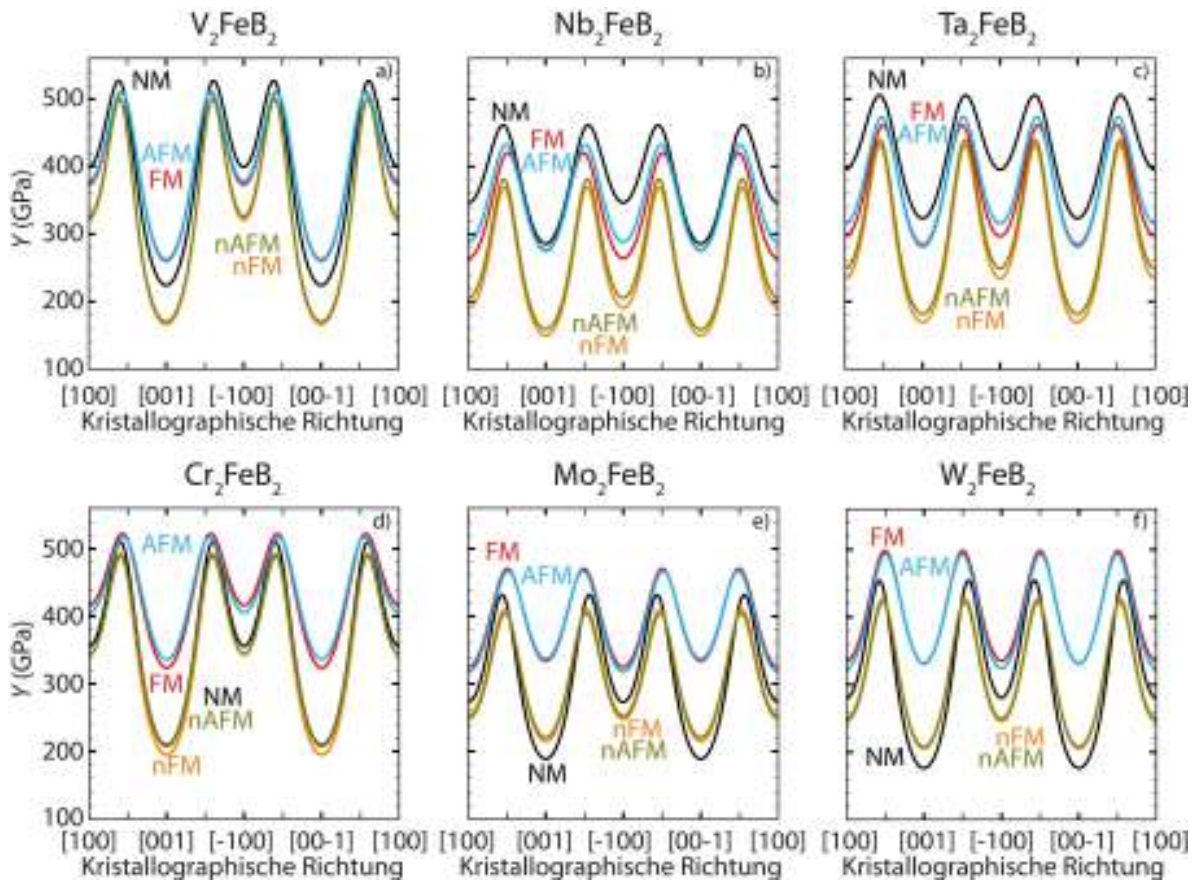 V₂FeB₂
Nb₂FeB₂
Ta₂FeB₂
a)
NM
AFM
FM
nAFM
nFM
500
400
300
200
100
Y (GPa)
[100] [001] [-100] [00-1] [100]
Kristallographische Richtung
b)
NM
FM
AFM
nAFM
nFM
[100] [001] [-100] [00-1] [100]
Kristallographische Richtung
c)
NM
FM
AFM
nAFM
nFM
[100] [001] [-100] [00-1] [100]
Kristallographische Richtung
Cr₂FeB₂
Mo₂FeB₂
W₂FeB₂
d)
AFM
FM
NM
nAFM
nFM
500
400
300
200
100
Y (GPa)
[100] [001] [-100] [00-1] [100]
Kristallographische Richtung
e)
FM
AFM
nFM
nAFM
NM
[100] [001] [-100] [00-1] [100]
Kristallographische Richtung
f)
FM
AFM
nFM
nAFM
NM
[100] [001] [-100] [00-1] [100]
Kristallographische Richtung